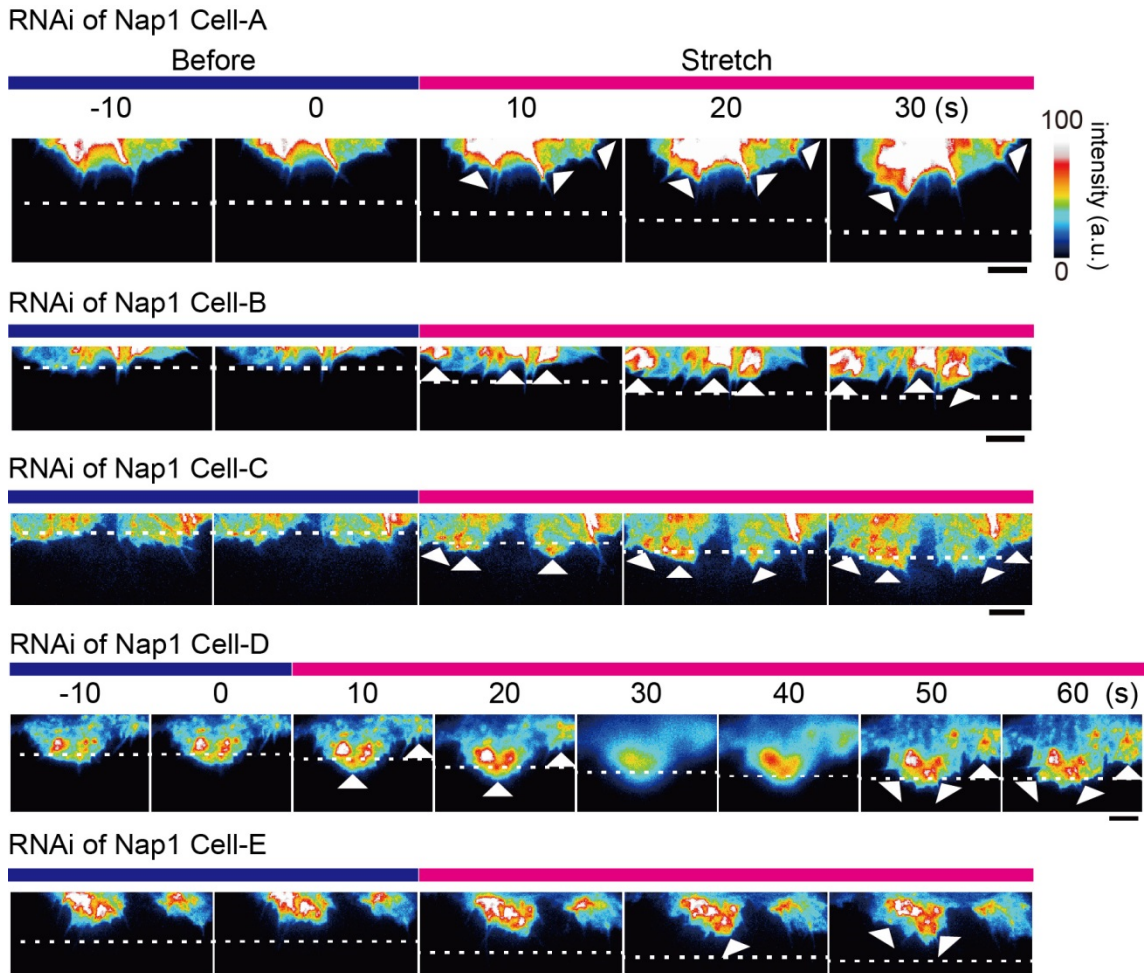 RNAi of Nap1 Cell-A
Before Stretch
-10 0 10 20 30 (s)
100
intensity (a.u.)
0
RNAi of Nap1 Cell-B
RNAi of Nap1 Cell-C
RNAi of Nap1 Cell-D
-10 0 10 20 30 40 50 60 (s)
RNAi of Nap1 Cell-E